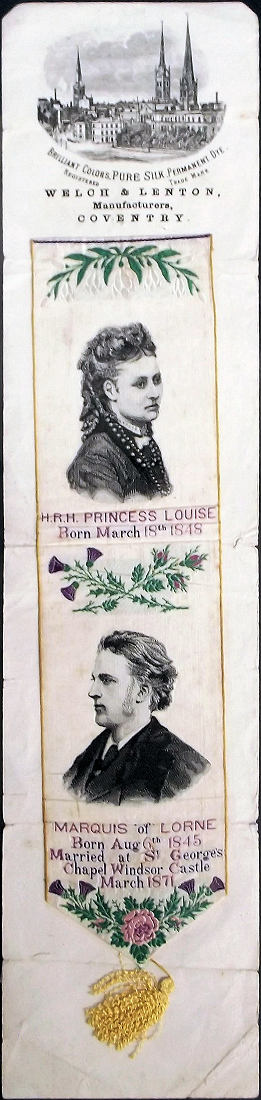 BRILLIANT COLORS, PURE SILK, PERMANENT DYE.
REGISTERED TRADE MARK
WELCH & LENTON,
Manufacturers,
COVENTRY.
H.R.H. PRINCESS LOUISE
Born March 18th 1848
MARQUIS "of" LORNE
Born Aug 6th 1845
Married at St George's
Chapel Windsor Castle
March 1871